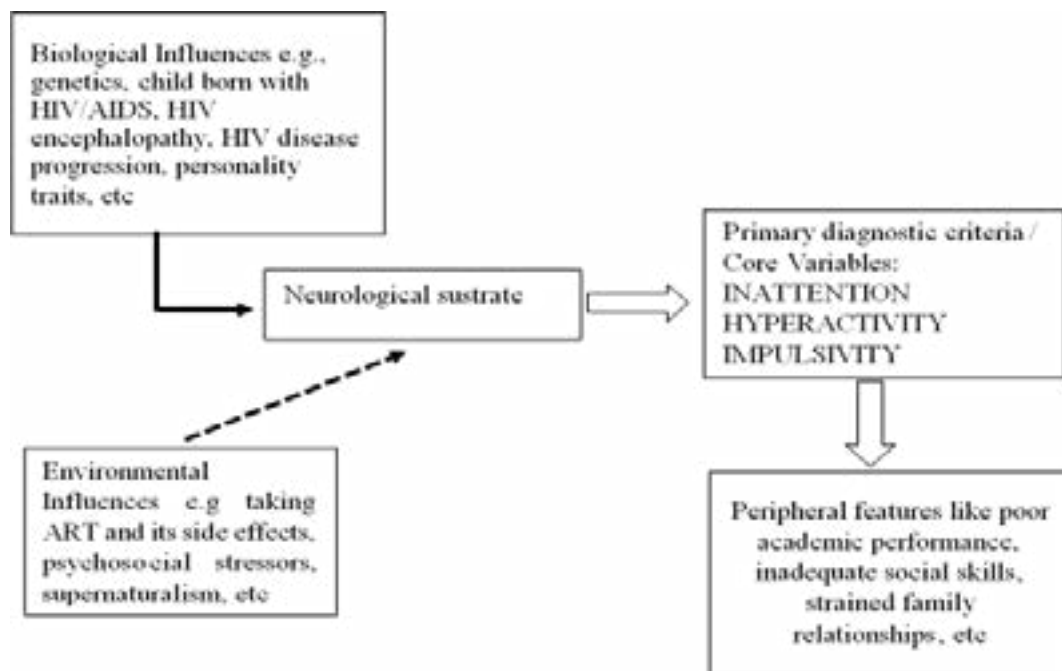 Biological Influences e.g.,
genetics, child born with
HIV/AIDS, HIV
encephalopathy, HIV disease
progression, personality
traits, etc
Neurological sustrate
Primary diagnostic criteria /
Core Variables:
INATTENTION
HYPERACTIVITY
IMPULSIVITY
Environmental
Influences e.g taking
ART and its side effects,
psychosocial stressors,
supernaturalism, etc
Peripheral features like poor
academic performance,
inadequate social skills,
strained family
relationships, etc